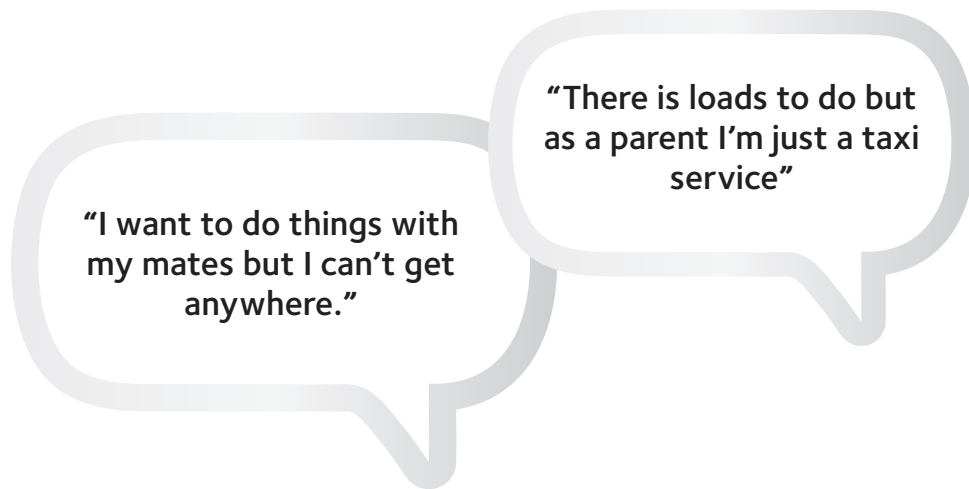 “There is loads to do but
as a parent I’m just a taxi
service”
“I want to do things with
my mates but I can’t get
anywhere.”